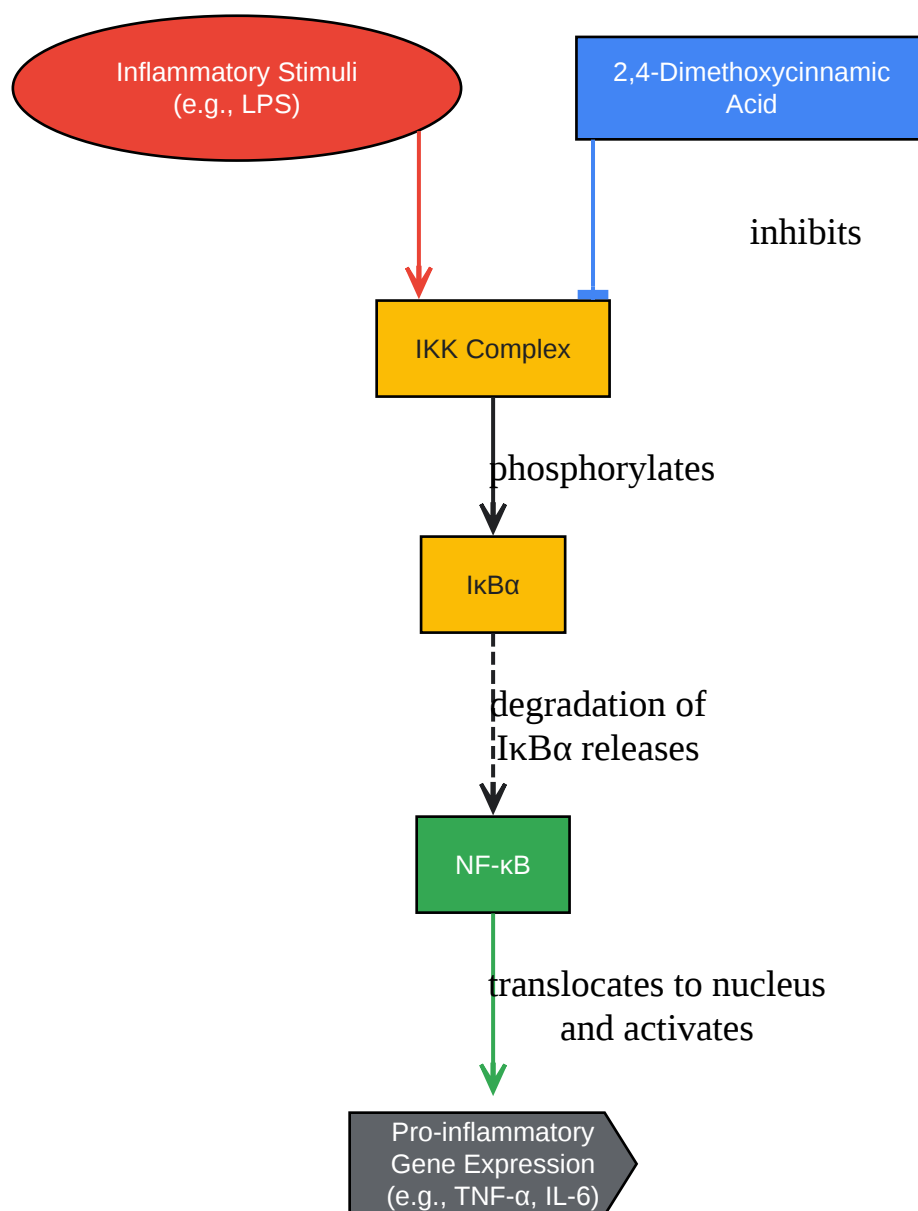 Inflammatory Stimuli
(e.g., LPS)
2,4-Dimethoxycinnamic
Acid
inhibits
IKK Complex
phosphorylates
IκBα
degradation of
IκBα releases
NF-κB
translocates to nucleus
and activates
Pro-inflammatory
Gene Expression
(e.g., TNF-α, IL-6)